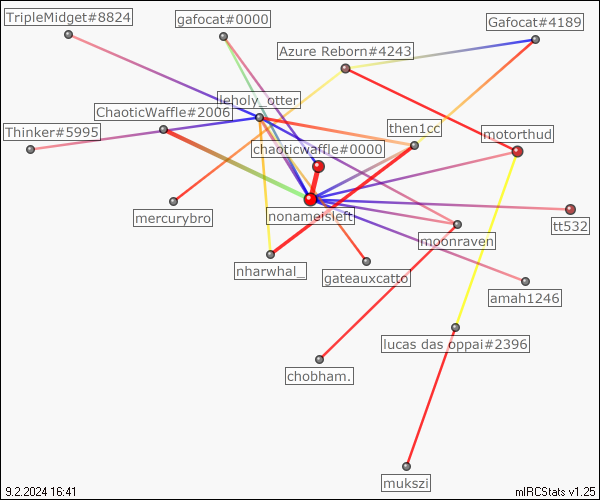 TripleMidget#8824
gafocat#0000
Gafocat#4189
Azure Reborn#4243
leholy_otter
ChaoticWaffle#2006
then1cc
Thinker#5995
motorthud
chaoticwaffle#0000
mercurybro
nonameisleft
tt532
moonraven
nharwhal_
gateauxcatto
amah1246
lucas das oppai#2396
chobham.
mukszi
9.2.2024 16:41
mIRCStats v1.25